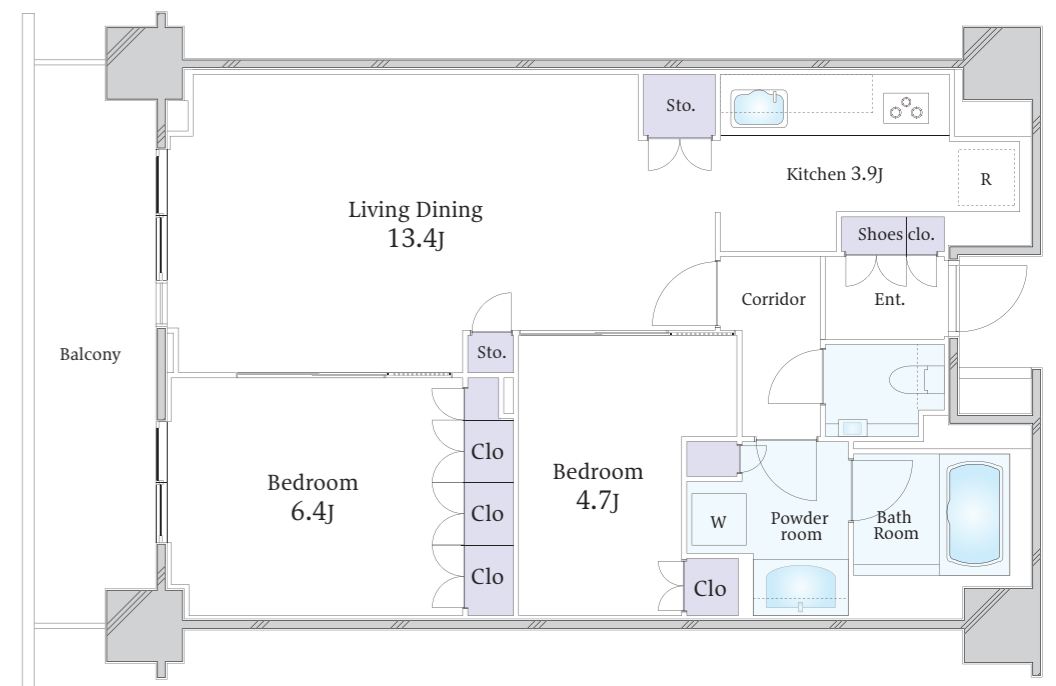 Sto.
Kitchen 3.9J
R
Living Dining
13.4J
Shoes clo.
Corridor
Ent.
Balcony
Sto.
Clo
Bedroom
6.4J
Clo
Clo
Bedroom
4.7J
W
Powder
room
Bath
Room
Clo